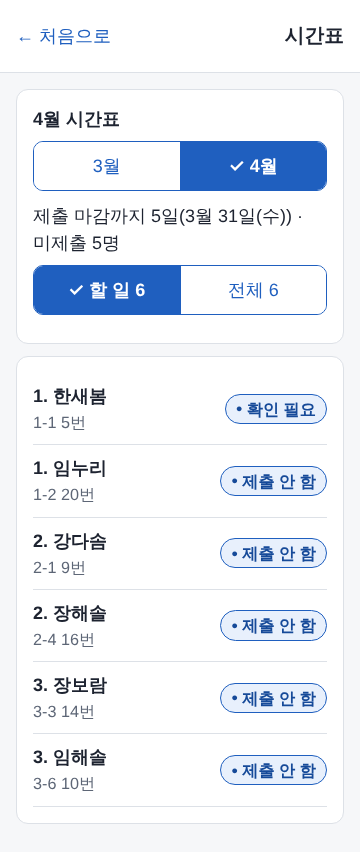 ← 처음으로
시간표
4월 시간표
3월
✓ 4월
제출 마감까지 5일(3월 31일(수)) ·
미제출 5명
✓ 할 일 6
전체 6
1. 한새봄
1-1 5번
• 확인 필요
1. 임누리
1-2 20번
• 제출 안 함
2. 강다솜
2-1 9번
• 제출 안 함
2. 장해솔
2-4 16번
• 제출 안 함
3. 장보람
3-3 14번
• 제출 안 함
3. 임해솔
3-6 10번
• 제출 안 함